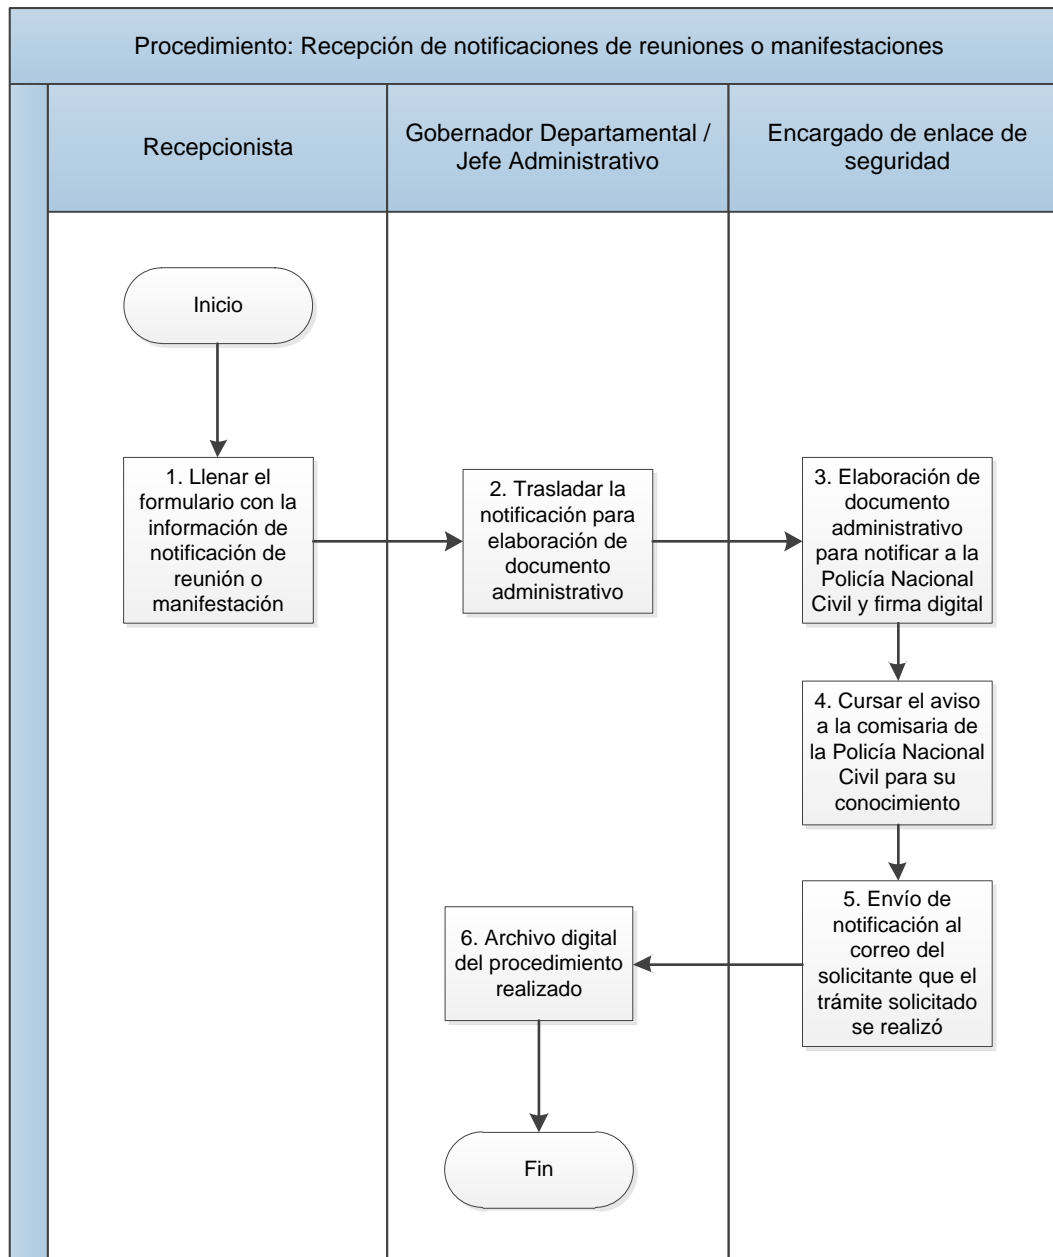 Procedimiento: Recepción de notificaciones de reuniones o manifestaciones
Recepcionista
Gobernador Departamental /
Jefe Administrativo
Encargado de enlace de
seguridad
Inicio
1. Llenar el
formulario con la
información de
notificación de
reunión o
manifestación
2. Trasladar la
notificación para
elaboración de
documento
administrativo
3. Elaboración de
documento
administrativo
para notificar a la
Policía Nacional
Civil y firma digital
4. Cursar el aviso
a la comisaria de
la Policía Nacional
Civil para su
conocimiento
5. Envío de
notificación al
correo del
solicitante que el
trámite solicitado
se realizó
6. Archivo digital
del procedimiento
realizado
Fin